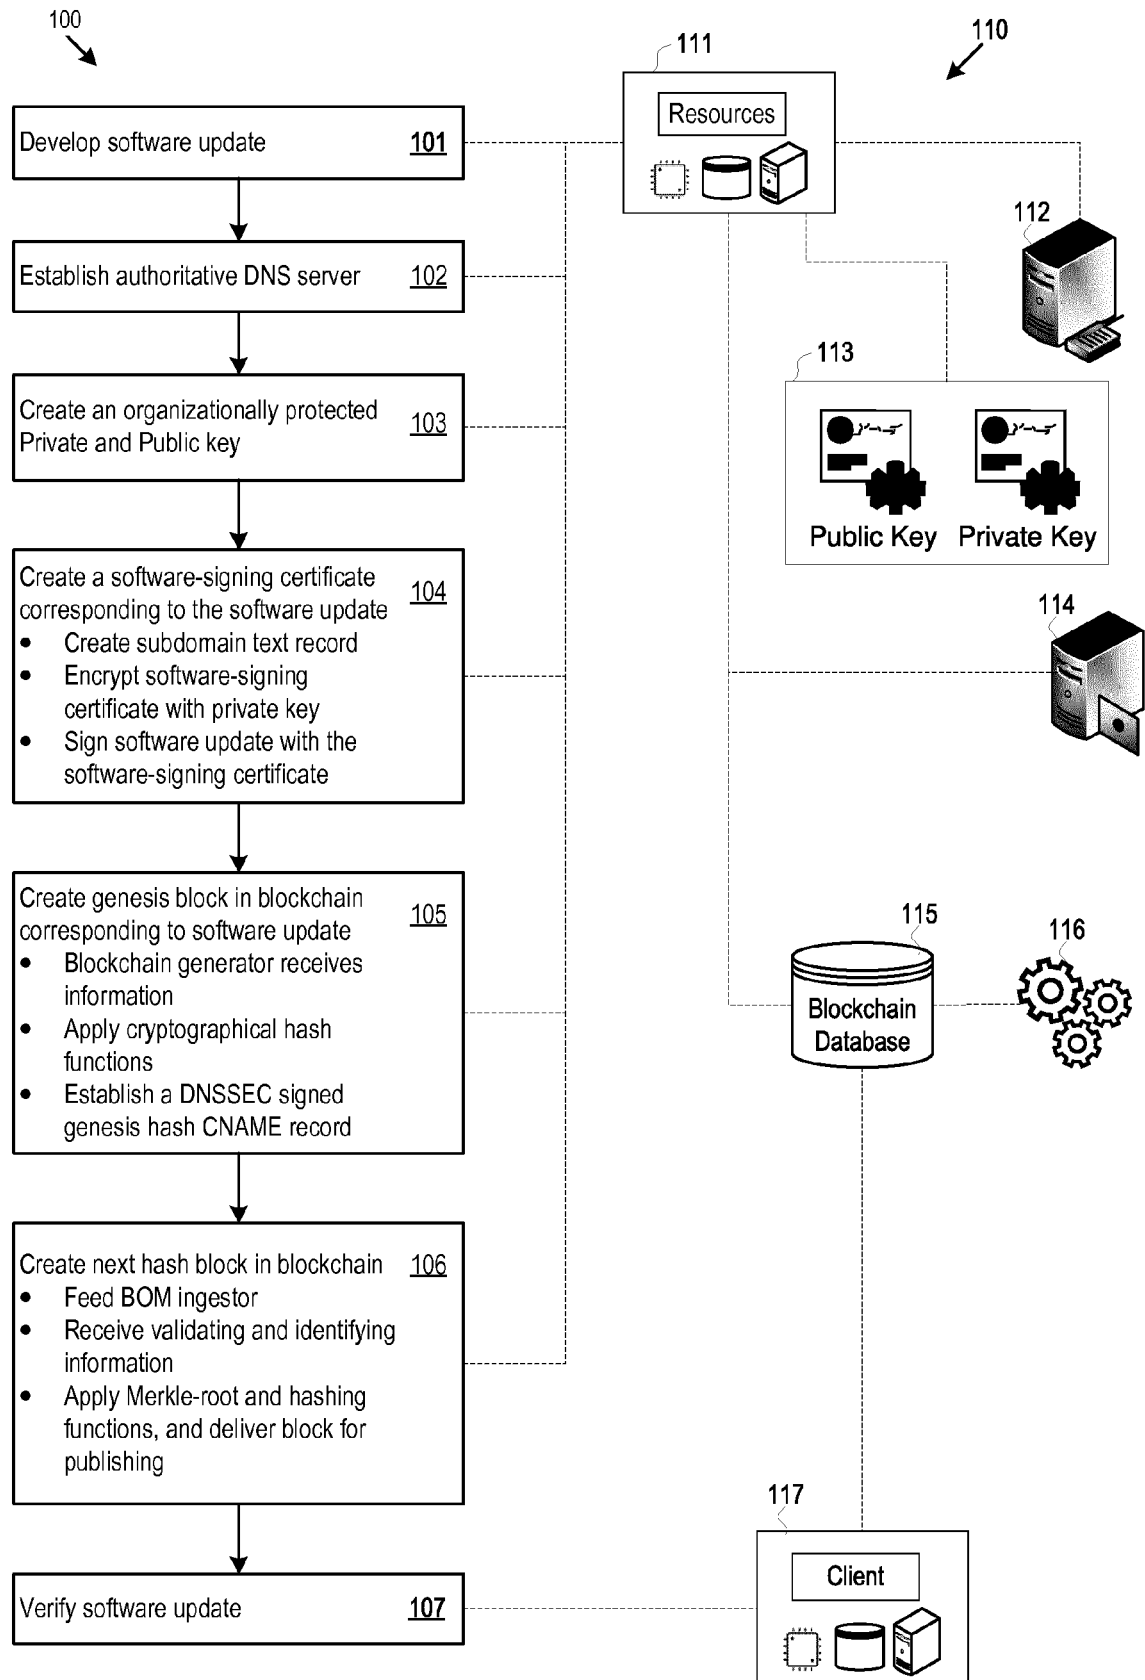 100
110
111
Resources
Develop software update 101
112
Establish authoritative DNS server 102
113
Create an organizationally protected
Private and Public key 103
Public Key Private Key
Create a software-signing certificate
corresponding to the software update 104
• Create subdomain text record
• Encrypt software-signing
certificate with private key
• Sign software update with the
software-signing certificate
114
Create genesis block in blockchain
corresponding to software update 105
• Blockchain generator receives
information
• Apply cryptographical hash
functions
• Establish a DNSSEC signed
genesis hash CNAME record
115
116
Blockchain
Database
Create next hash block in blockchain 106
• Feed BOM ingestor
• Receive validating and identifying
information
• Apply Merkle-root and hashing
functions, and deliver block for
publishing
117
Client
Verify software update 107